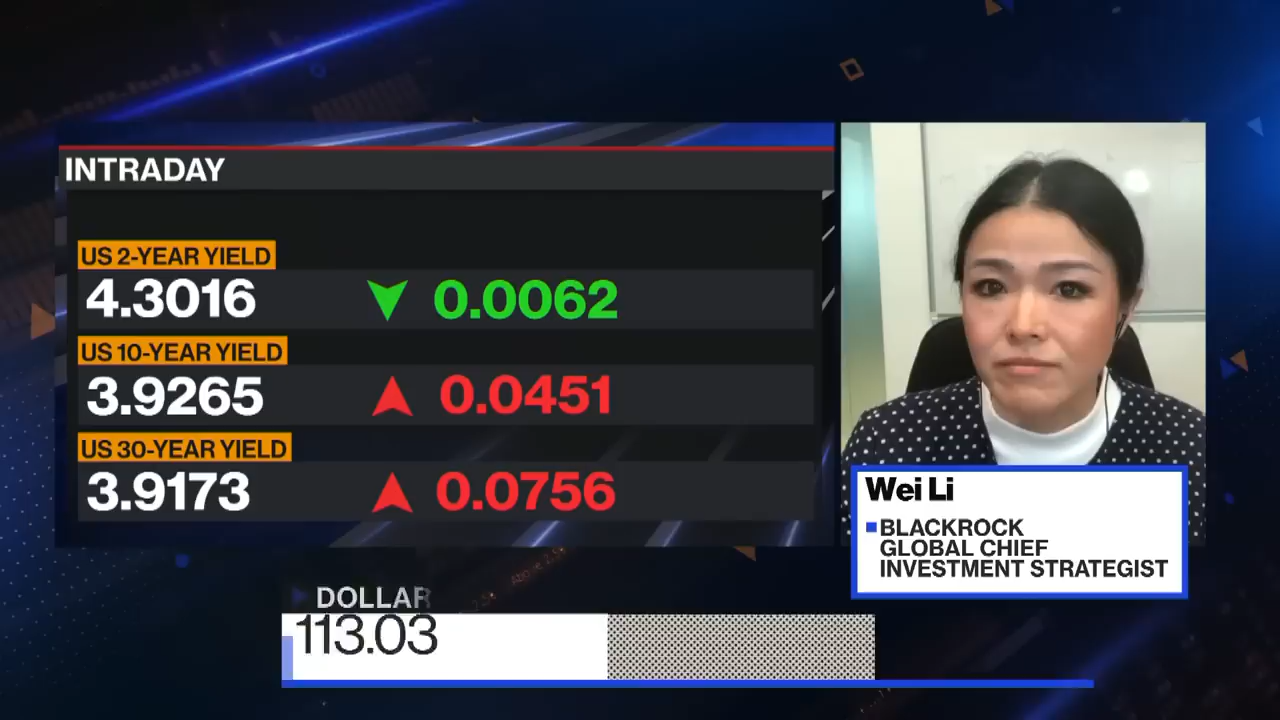 INTRADAY
US 2-YEAR YIELD
4.3016 ▼ 0.0062
US 10-YEAR YIELD
3.9265 ▲ 0.0451
US 30-YEAR YIELD
3.9173 ▲ 0.0756
Wei Li
BLACKROCK
GLOBAL CHIEF
INVESTMENT STRATEGIST
DOLLAR
113.03